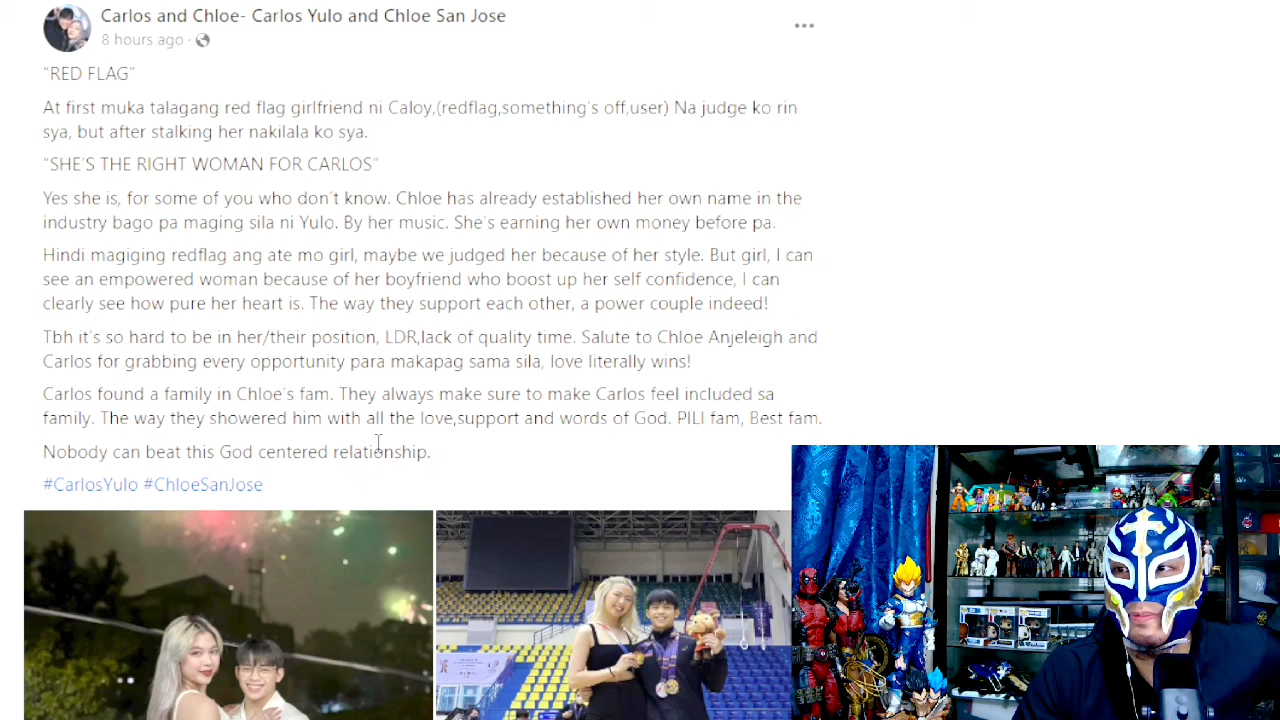 Carlos and Chloe- Carlos Yulo and Chloe San Jose
8 hours ago ·
“RED FLAG”
At first muka talagang red flag girlfriend ni Caloy,(redflag,something's off,user) Na judge ko rin
sya, but after stalking her nakilala ko sya.
“SHE'S THE RIGHT WOMAN FOR CARLOS”
Yes she is, for some of you who don't know. Chloe has already established her own name in the
industry bago pa maging sila ni Yulo. By her music. She's earning her own money before pa.
Hindi magiging redflag ang ate mo girl, maybe we judged her because of her style. But girl, I can
see an empowered woman because of her boyfriend who boost up her self confidence, I can
clearly see how pure her heart is. The way they support each other, a power couple indeed!
Tbh it's so hard to be in her/their position, LDR,lack of quality time. Salute to Chloe Anjeleigh and
Carlos for grabbing every opportunity para makapag sama sila, love literally wins!
Carlos found a family in Chloe's fam. They always make sure to make Carlos feel included sa
family. The way they showered him with all the love,support and words of God. PILI fam, Best fam.
Nobody can beat this God centered relationship.
#CarlosYulo #ChloeSanJose